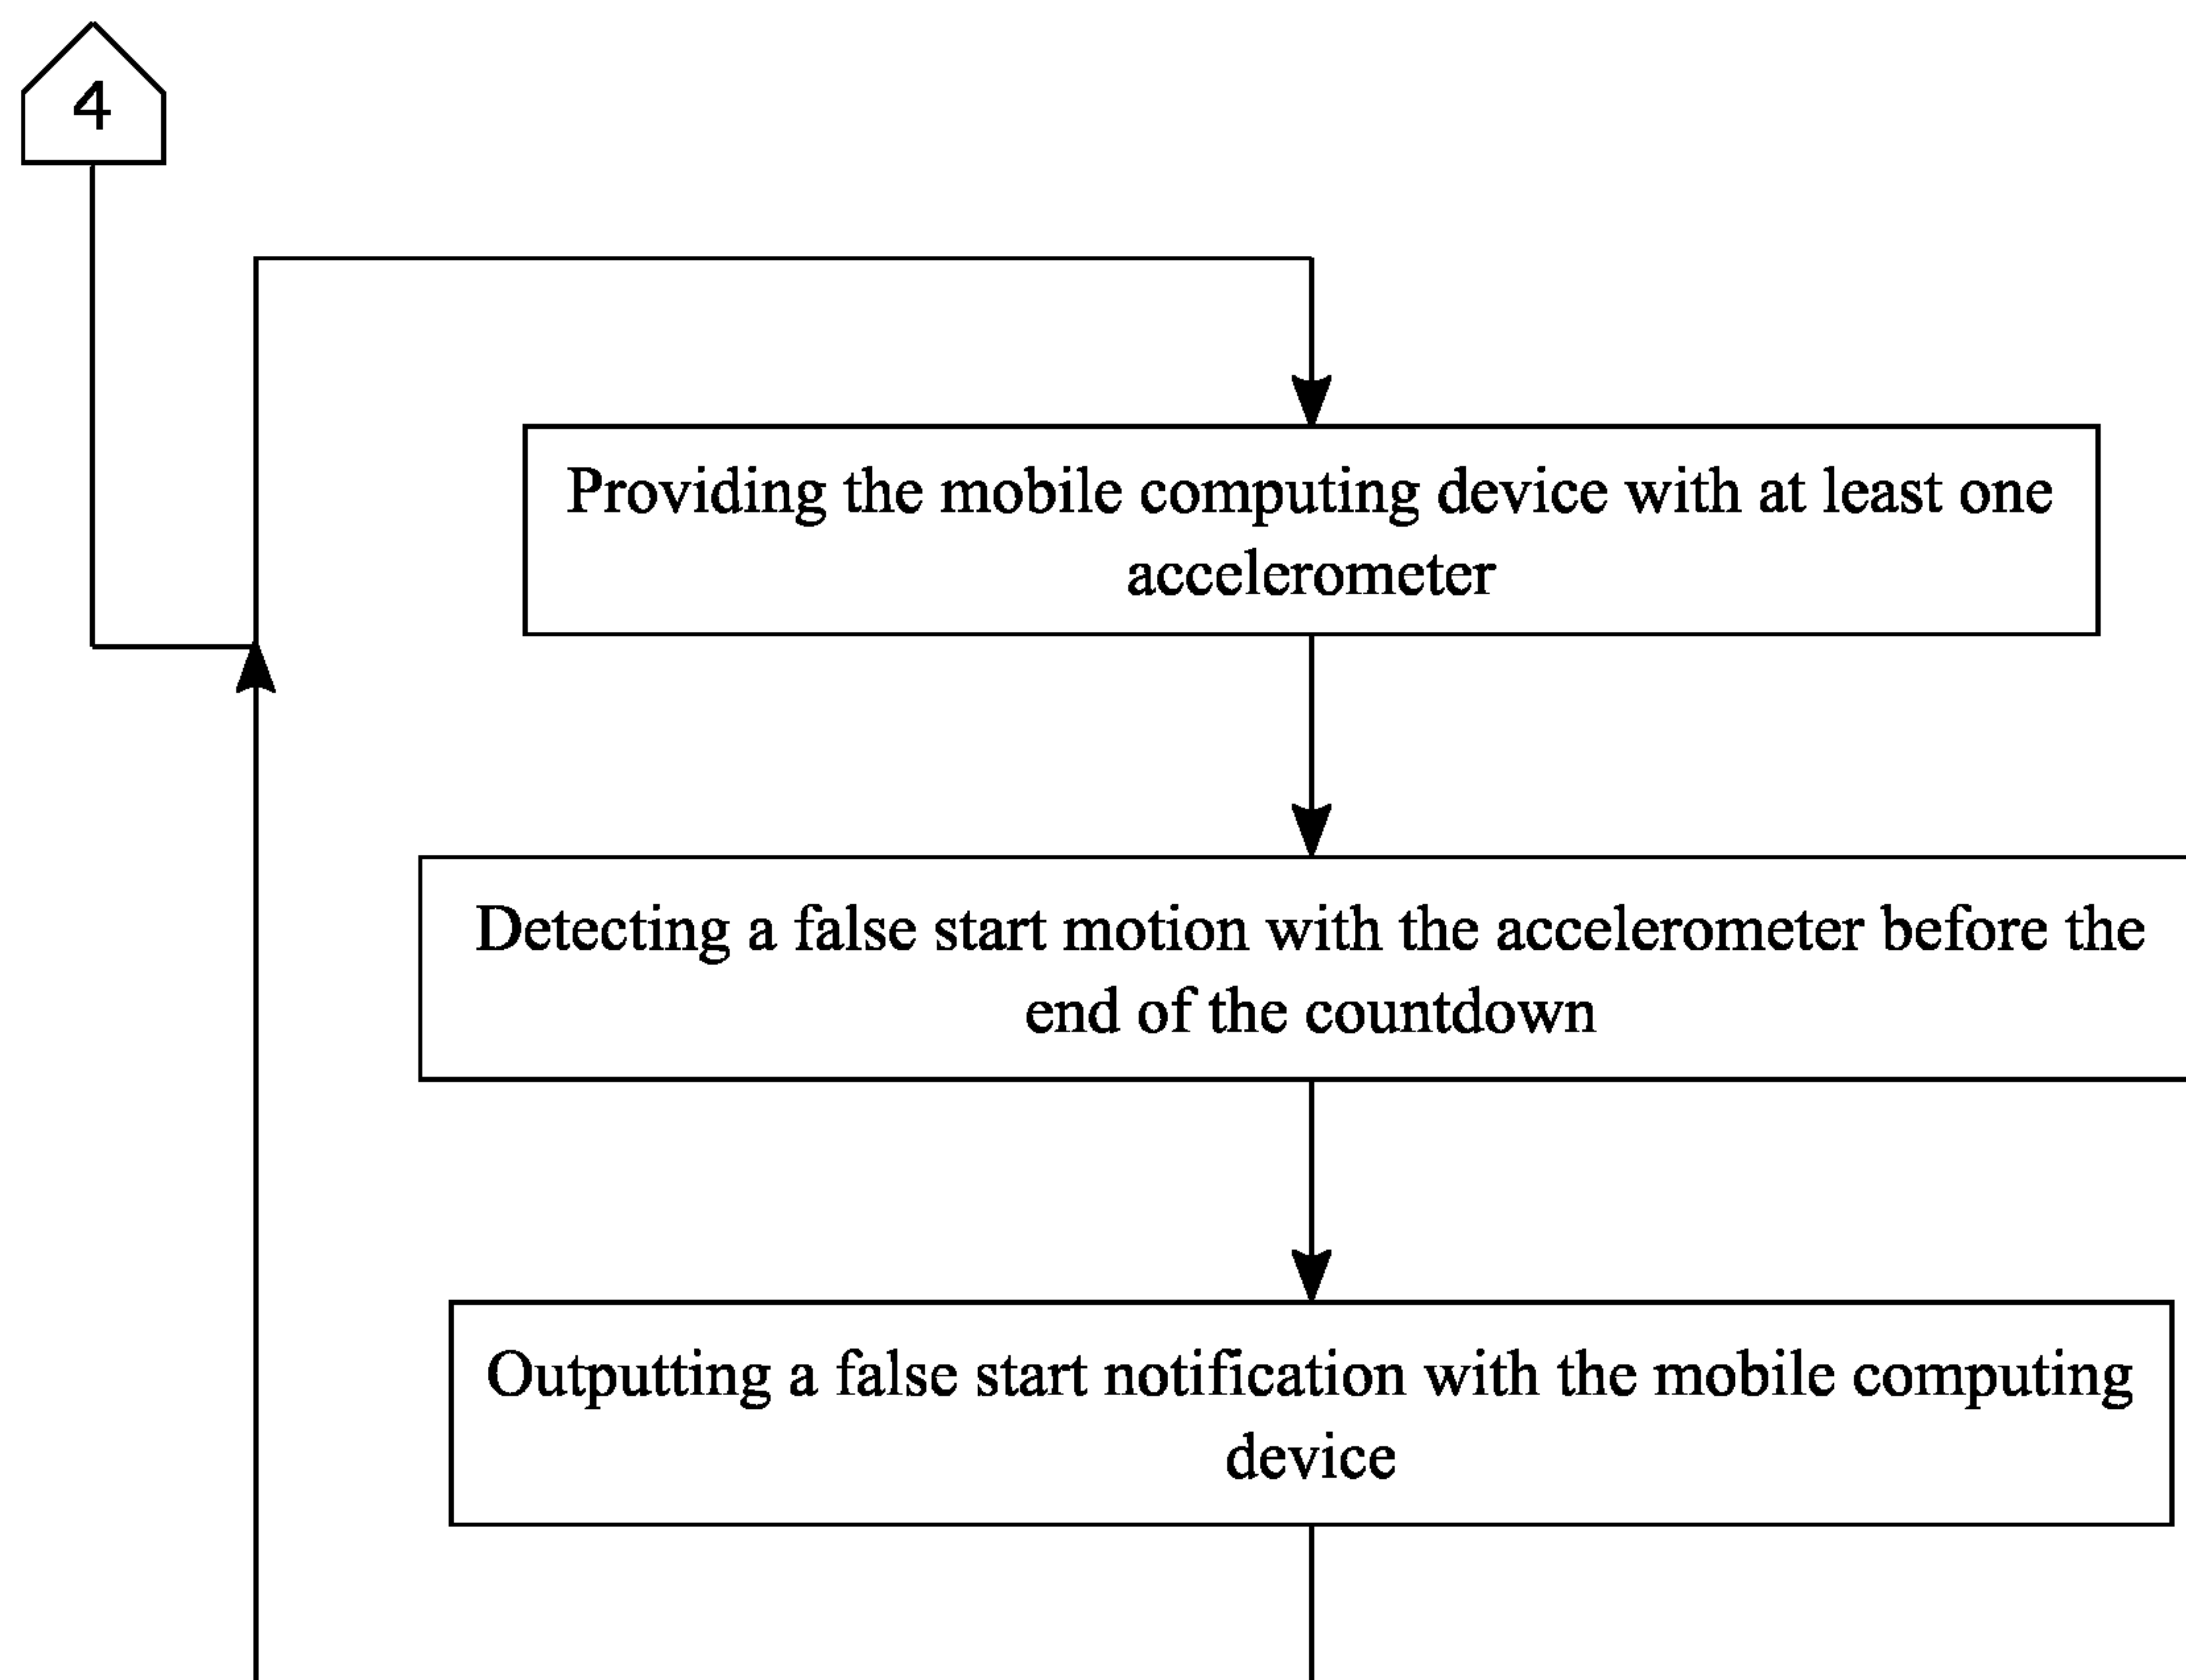 4
Providing the mobile computing device with at least one
accelerometer
Detecting a false start motion with the accelerometer before the
end of the countdown
Outputting a false start notification with the mobile computing
device